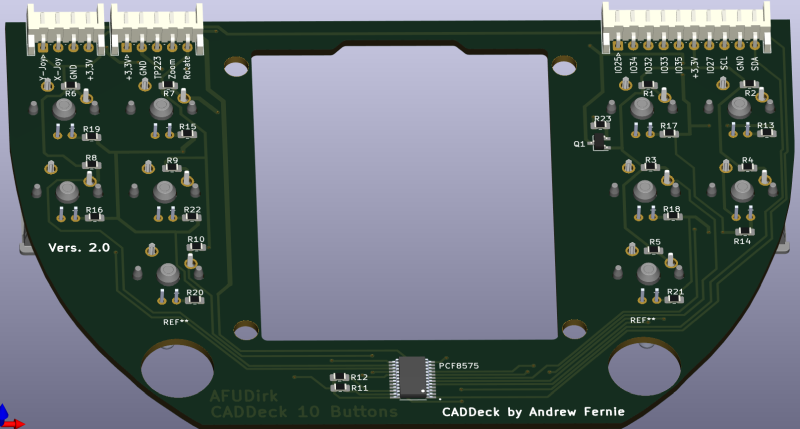 Y-Joy
X-Joy
GND
+3,3V
+3,3V
GND
TP223
Zoom
Rotate
IO25
IO34
IO32
IO33
IO35
+3,3V
IO27
SCL
GND
SDA
R6
R7
R1
R2
R19
R15
R23
R17
R13
Q1
R8
R9
R3
R4
R16
R22
R18
R14
Vers. 2.0
R10
R5
R20
R21
REF**
REF**
PCF8575
R12
R11
AFUDirk
CADDeck 10 Buttons
CADDeck by Andrew Fernie